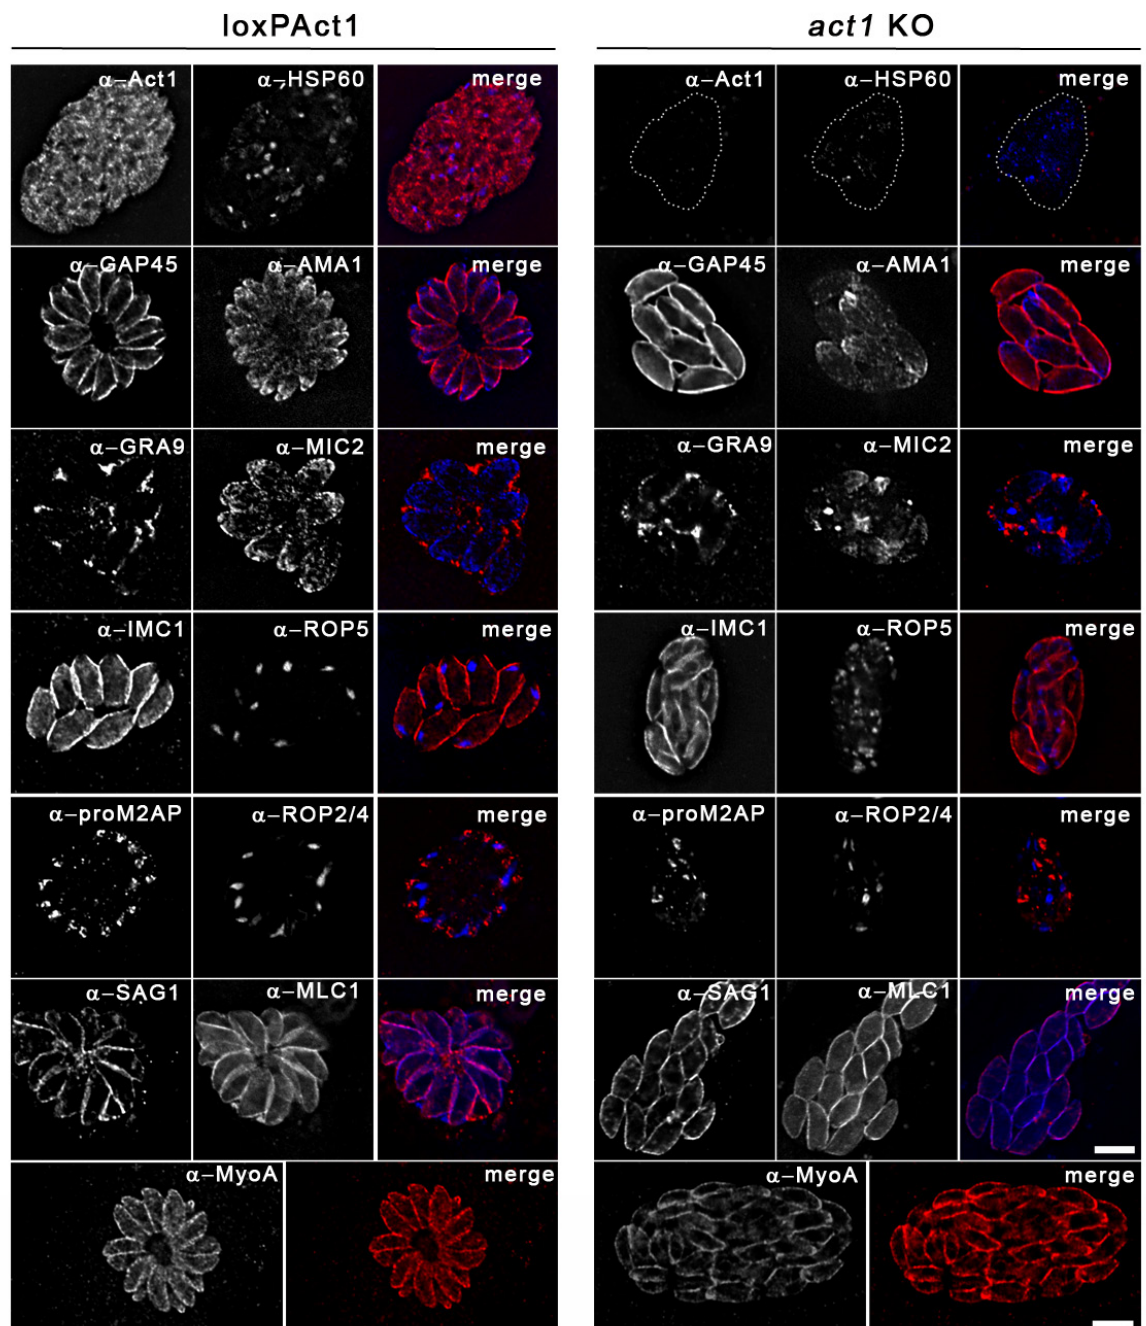 loxPAct1 act1 KO
α–Act1 α–HSP60 merge α–Act1 α–HSP60 merge
α–GAP45 α–AMA1 merge α–GAP45 α–AMA1 merge
α–GRA9 α–MIC2 merge α–GRA9 α–MIC2 merge
α–IMC1 α–ROP5 merge α–IMC1 α–ROP5 merge
α–proM2AP α–ROP2/4 merge α–proM2AP α–ROP2/4 merge
α–SAG1 α–MLC1 merge α–SAG1 α–MLC1 merge
α–MyoA merge α–MyoA merge